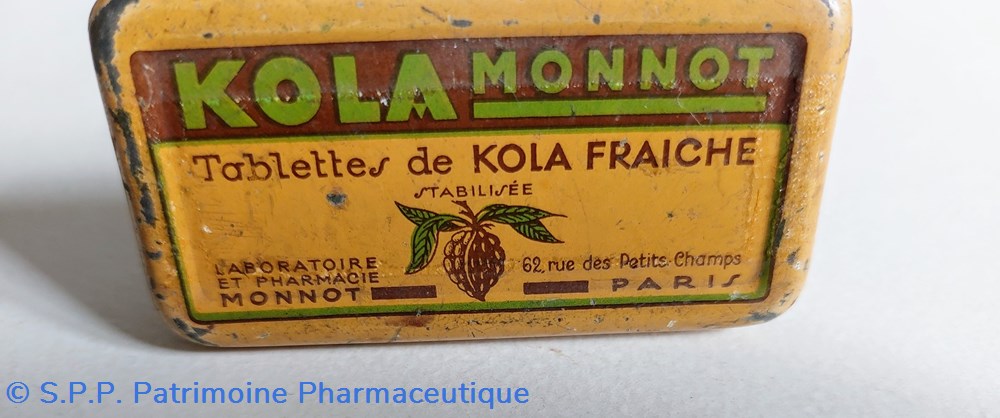 KOLA MONNOT
Tablettes de KOLA FRAICHE
STABILISÉE
LABORATOIRE
ET PHARMACIE
MONNOT
62, rue des Petits-Champs
PARIS
© S.P.P. Patrimoine Pharmaceutique